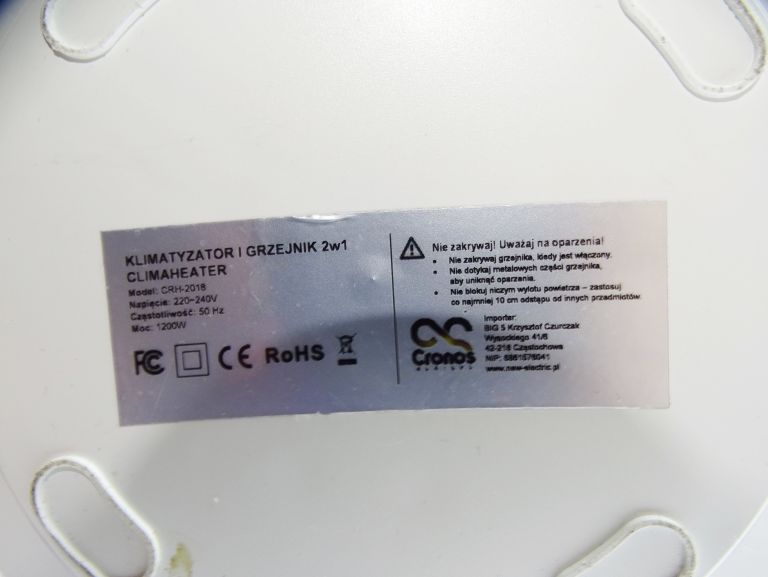 KLIMATYZATOR I GRZEJNIK 2w1
CLIMAHEATER
Model: CRH-2018
Napięcie: 220~240V
Częstotliwość: 50 Hz
Moc: 1200W
FC CE RoHS
Nie zakrywaj! Uważaj na oparzenia!
• Nie zakrywaj grzejnika, kiedy jest włączony.
• Nie dotykaj metalowych części grzejnika,
aby uniknąć oparzenia.
• Nie blokuj niczym wylotu powietrza – zastosuj
co najmniej 10 cm odstępu od innych przedmiotów.
Cronos
Importer:
BIG 5 Krzysztof Czurczak
Wysockiego 41/6
42-218 Częstochowa
NIP:
www.new-electric.pl